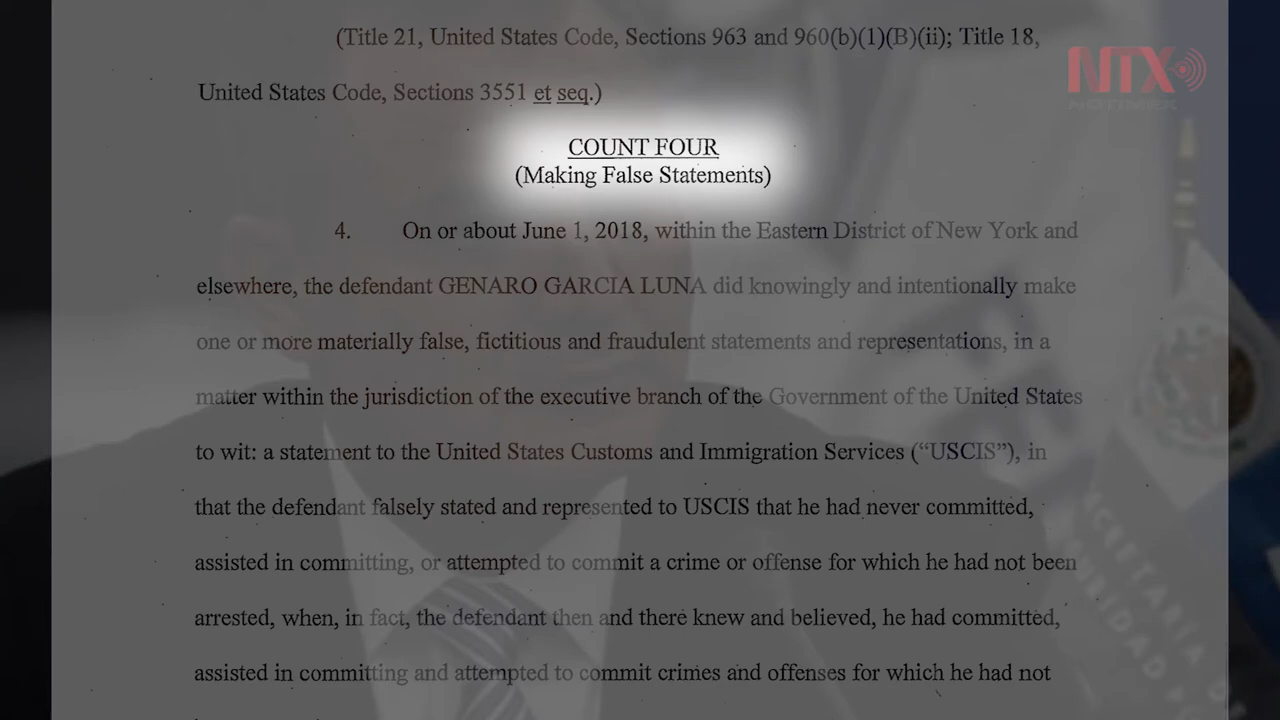 (Title 21, United States Code, Sections 963 and 960(b)(1)(B)(ii); Title 18,
NTX
NOTIMEX
United States Code, Sections 3551 et seq.)
COUNT FOUR
(Making False Statements)
4. On or about June 1, 2018, within the Eastern District of New York and
elsewhere, the defendant GENARO GARCIA LUNA did knowingly and intentionally make
one or more materially false, fictitious and fraudulent statements and representations, in a
matter within the jurisdiction of the executive branch of the Government of the United States
to wit: a statement to the United States Customs and Immigration Services (“USCIS”), in
that the defendant falsely stated and represented to USCIS that he had never committed,
assisted in committing, or attempted to commit a crime or offense for which he had not been
arrested, when, in fact, the defendant then and there knew and believed, he had committed,
assisted in committing and attempted to commit crimes and offenses for which he had not